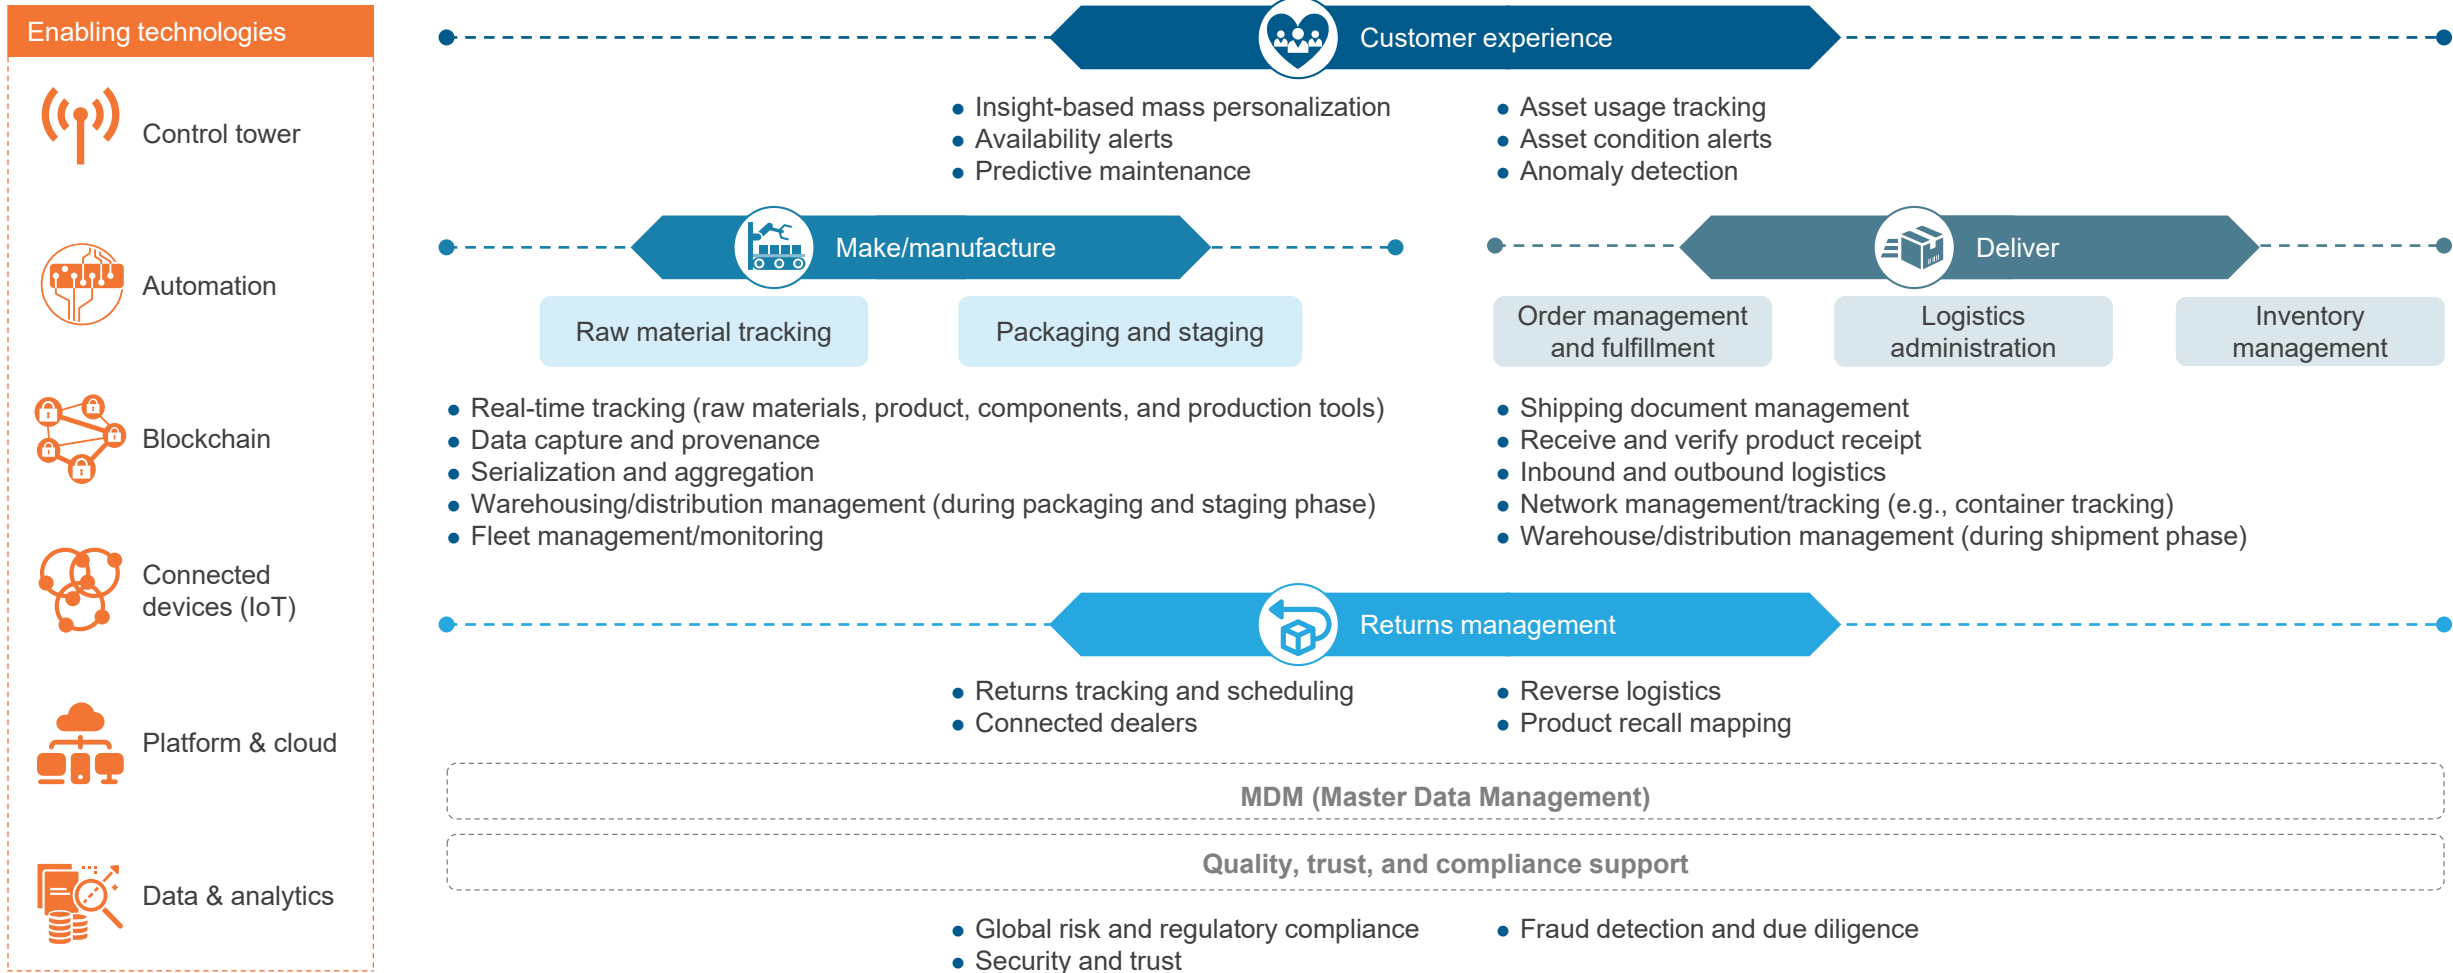 Enabling technologies
Control tower
Automation
Blockchain
Connected
devices (IoT)
Platform & cloud
Data & analytics
Customer experience
• Insight-based mass personalization
• Availability alerts
• Predictive maintenance
• Asset usage tracking
• Asset condition alerts
• Anomaly detection
Make/manufacture
Raw material tracking
Packaging and staging
• Real-time tracking (raw materials, product, components, and production tools)
• Data capture and provenance
• Serialization and aggregation
• Warehousing/distribution management (during packaging and staging phase)
• Fleet management/monitoring
Deliver
Order management
and fulfillment
Logistics
administration
Inventory
management
• Shipping document management
• Receive and verify product receipt
• Inbound and outbound logistics
• Network management/tracking (e.g., container tracking)
• Warehouse/distribution management (during shipment phase)
Returns management
• Returns tracking and scheduling
• Connected dealers
• Reverse logistics
• Product recall mapping
MDM (Master Data Management)
Quality, trust, and compliance support
• Global risk and regulatory compliance
• Security and trust
• Fraud detection and due diligence